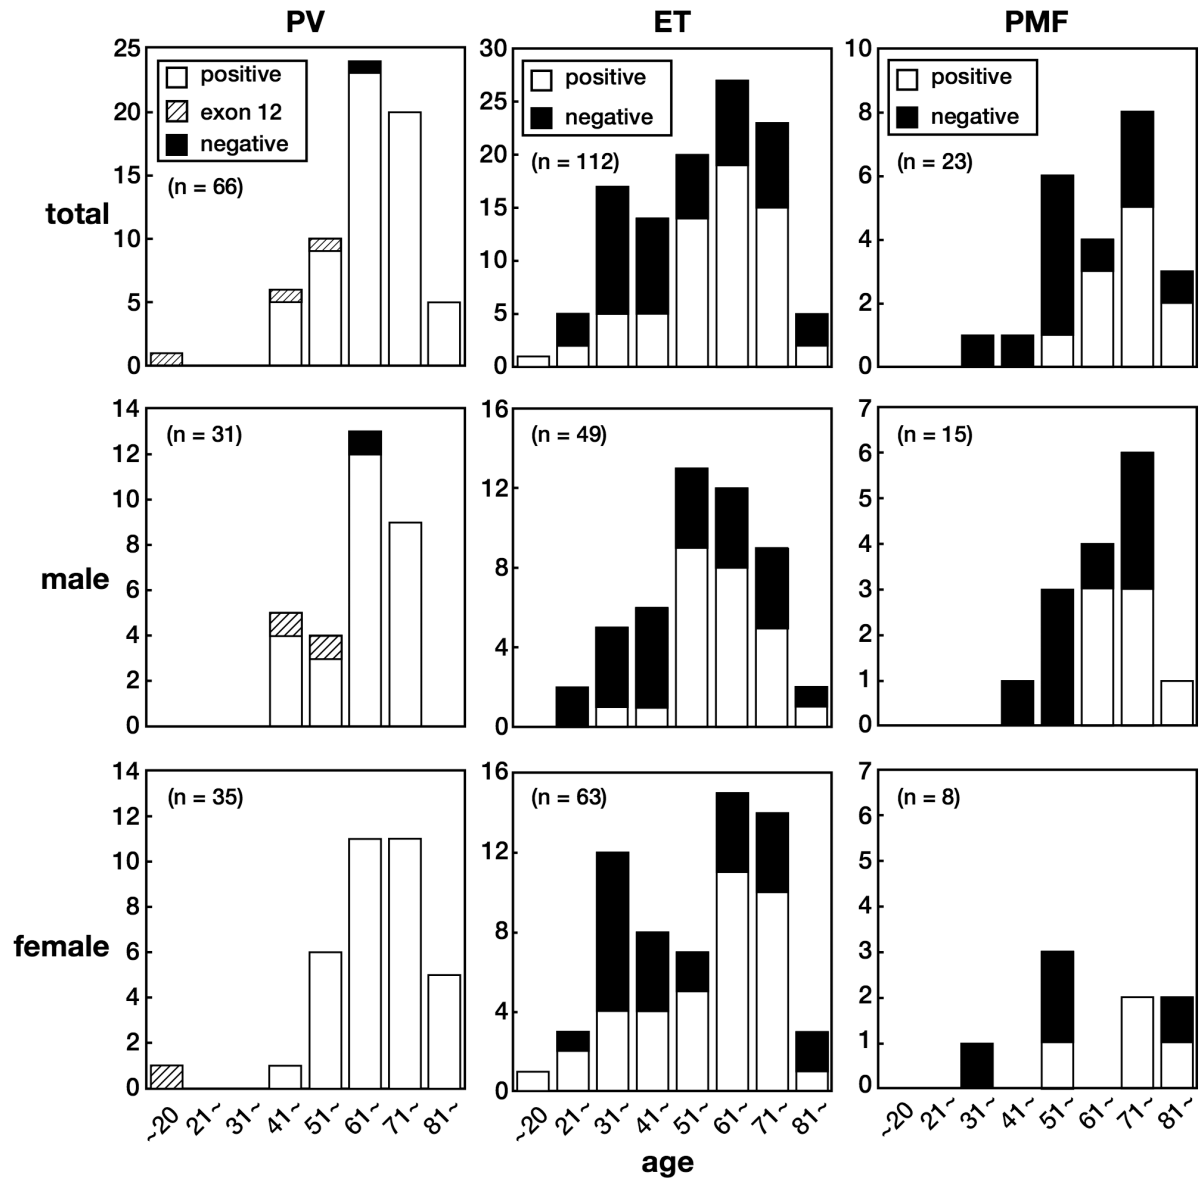 PV ET PMF
total
25
20
15
10
5
0
positive
exon 12
negative
(n = 66)
30
25
20
15
10
5
0
positive
negative
(n = 112)
10
8
6
4
2
0
positive
negative
(n = 23)
male
14
12
10
8
6
4
2
0
(n = 31)
16
12
8
4
0
(n = 49)
7
6
5
4
3
2
1
0
(n = 15)
female
14
12
10
8
6
4
2
0
(n = 35)
16
12
8
4
0
(n = 63)
7
6
5
4
3
2
1
0
(n = 8)
~20 21~ 31~ 41~ 51~ 61~ 71~ 81~
~20 21~ 31~ 41~ 51~ 61~ 71~ 81~
~20 21~ 31~ 41~ 51~ 61~ 71~ 81~
age